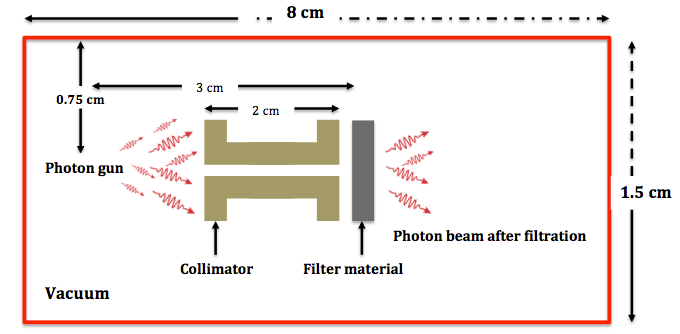 8 cm
3 cm
0.75 cm
2 cm
Photon gun
1.5 cm
Photon beam after filtration
Collimator
Filter material
Vacuum